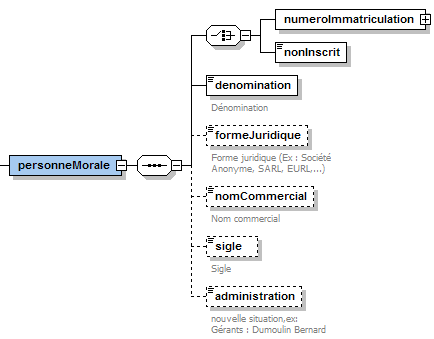 numeroImmatriculation
nonInscrit
denomination
Dénomination
formeJuridique
Forme juridique (Ex : Société
Anonyme, SARL, EURL,...)
personneMorale
nomCommercial
Nom commercial
sigle
Sigle
administration
nouvelle situation,ex:
Gérants : Dumoulin Bernard